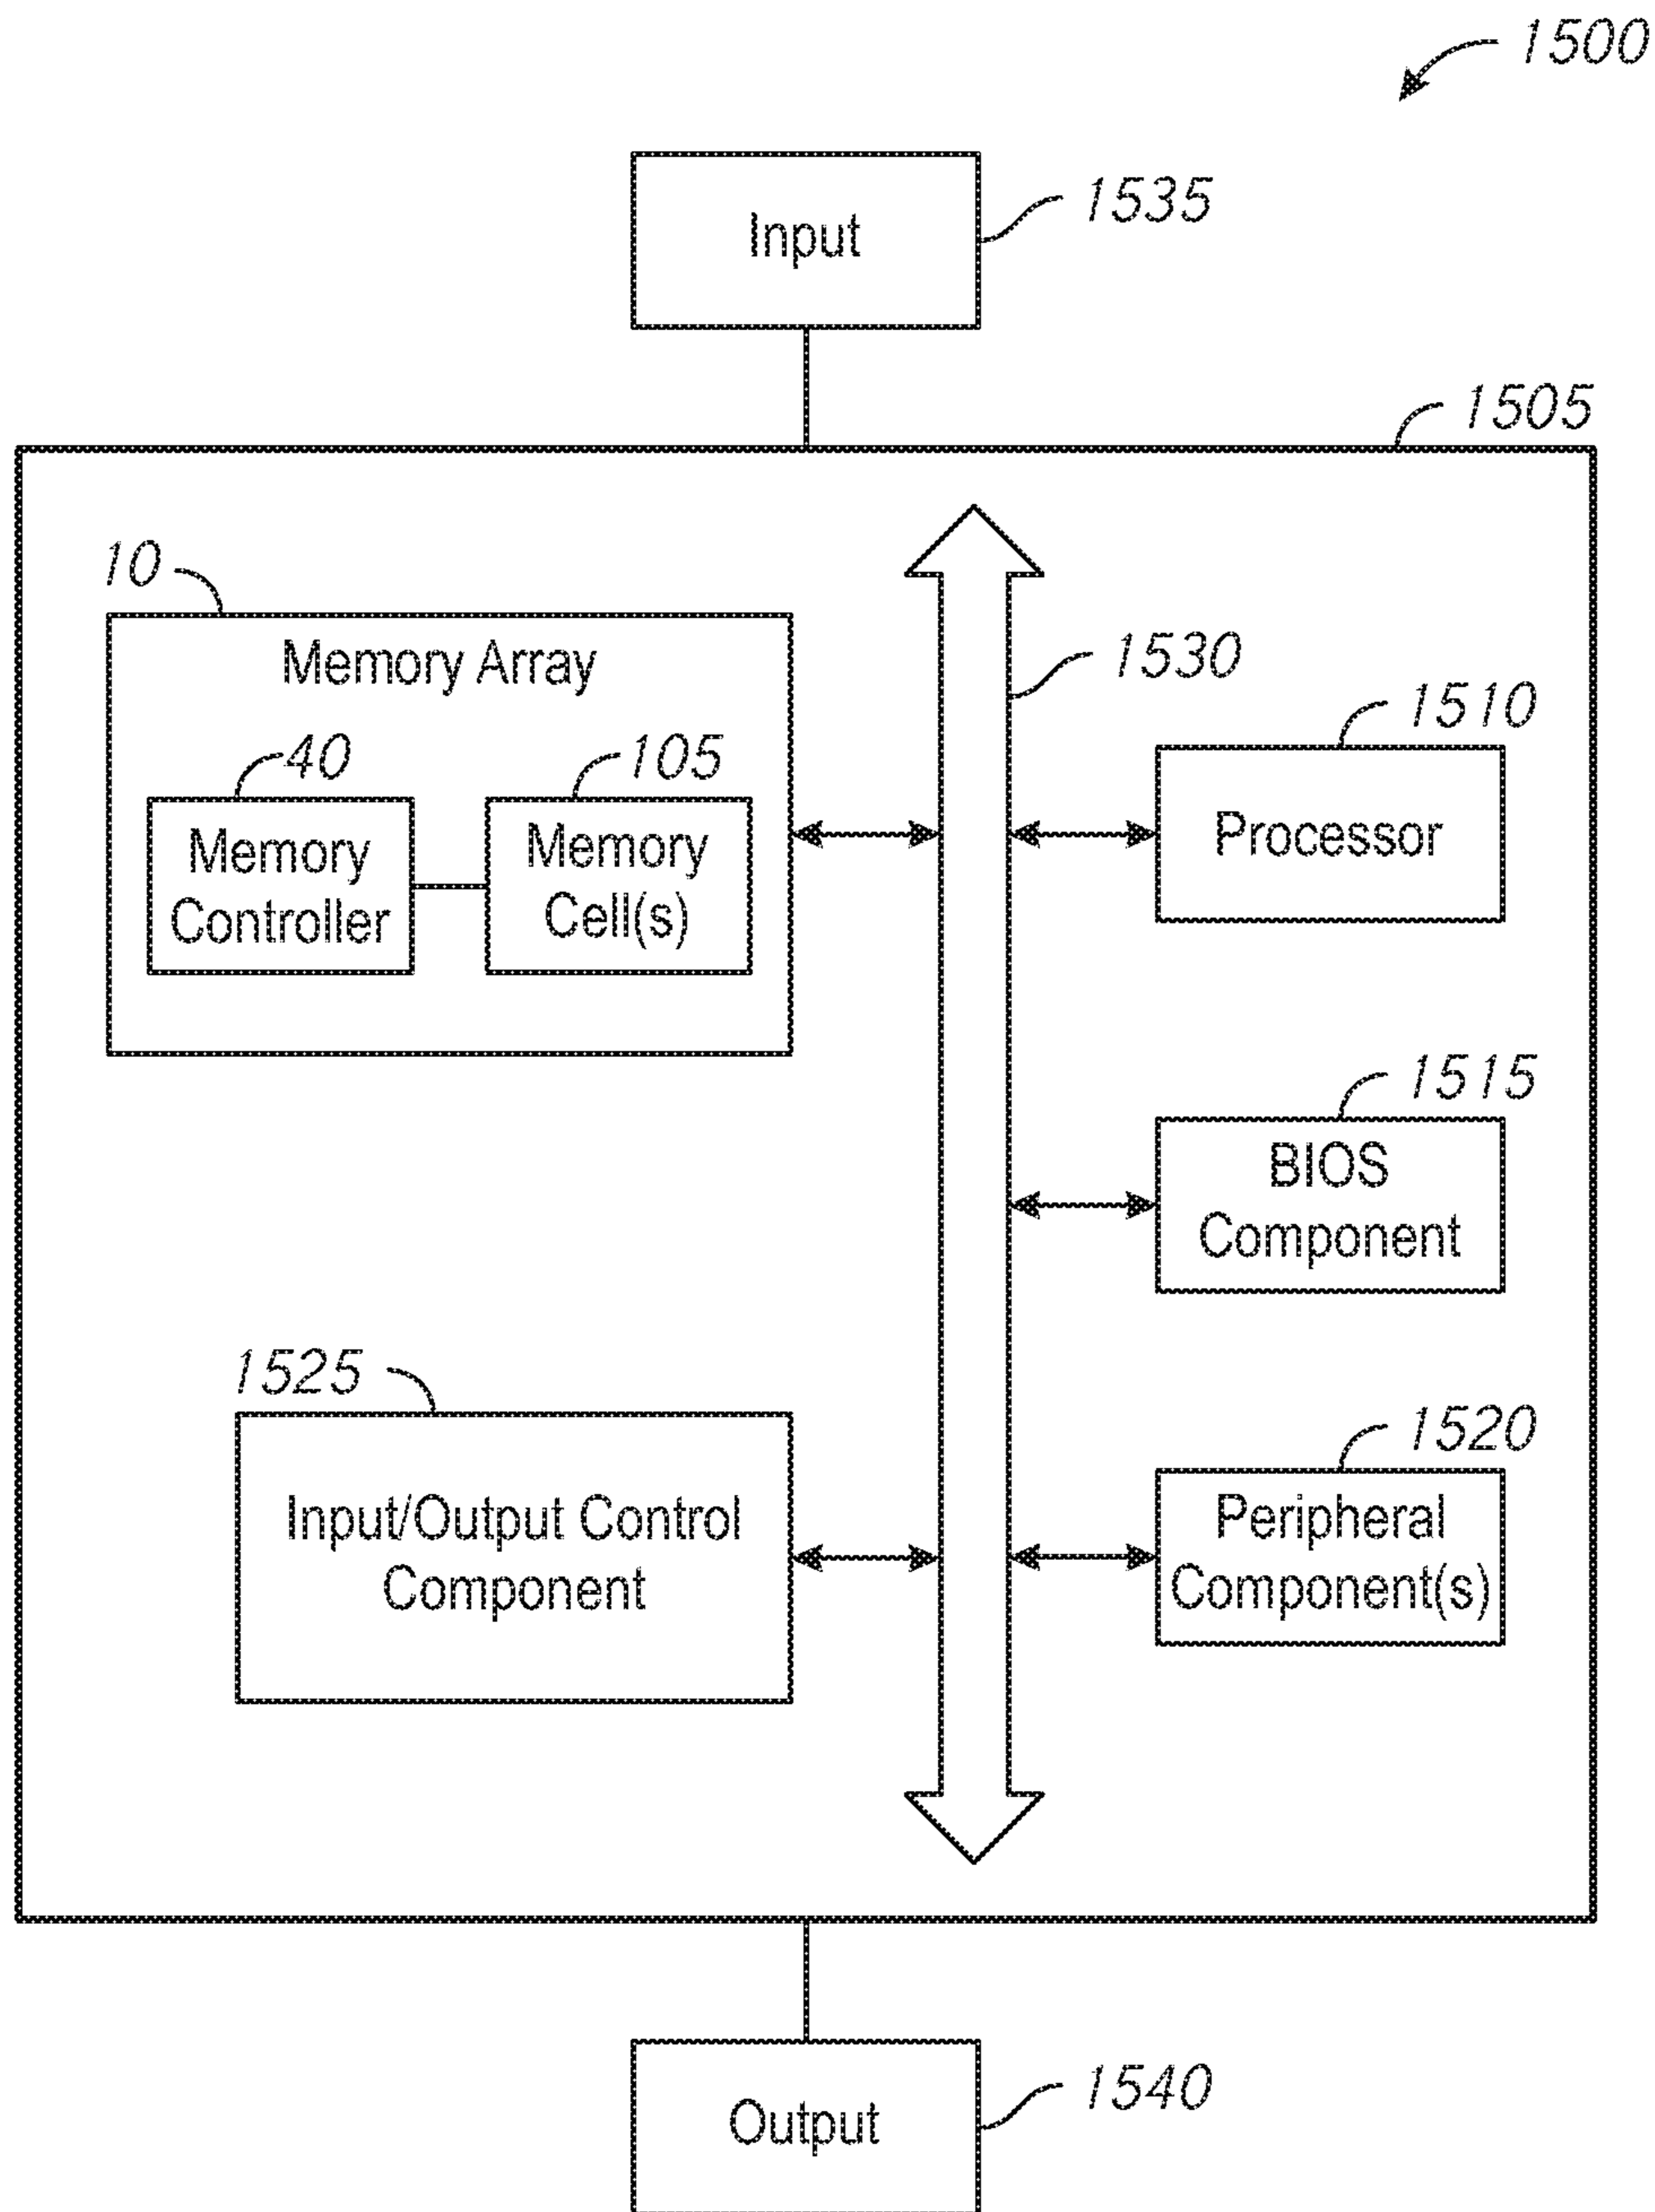 1500
Input
1535
1505
10
Memory Array
1530
1510
40
105
Memory
Controller
Memory
Cell(s)
Processor
1515
BIOS
Component
1525
Input/Output Control
Component
1520
Peripheral
Component(s)
Output
1540